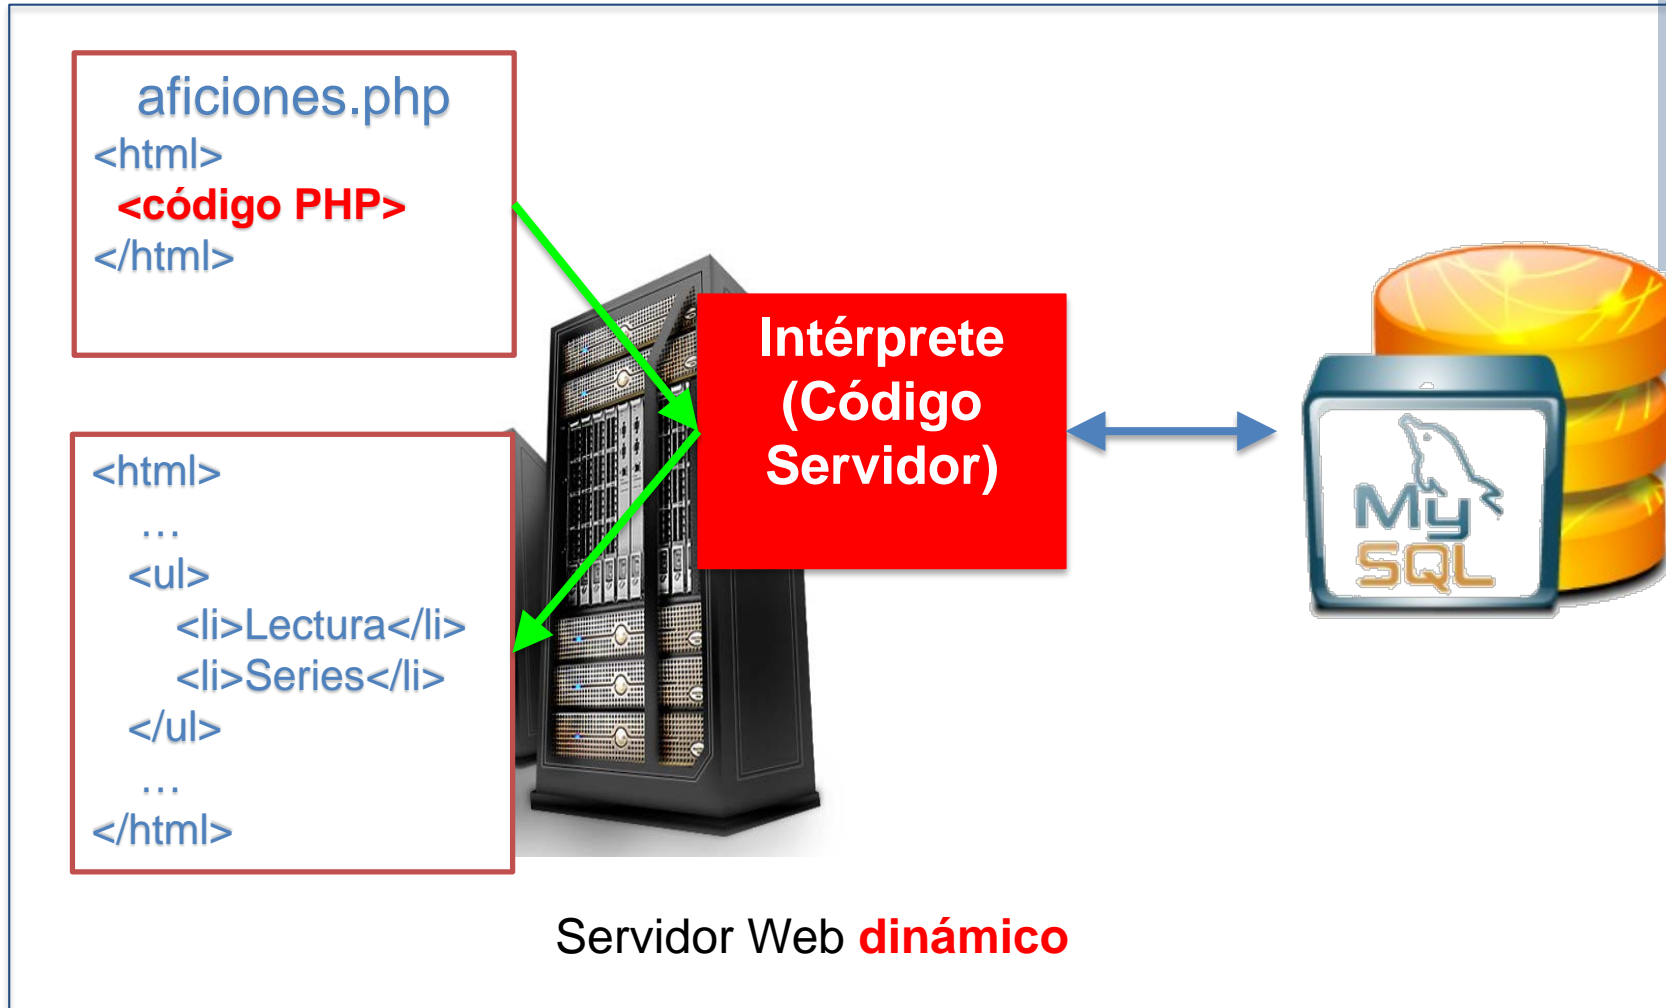 aficiones.php
<html>
<código PHP>
</html>
<html>
…
<ul>
<li>Lectura</li>
<li>Series</li>
</ul>
…
</html>
Intérprete
(Código
Servidor)
My
SQL
Servidor Web dinámico